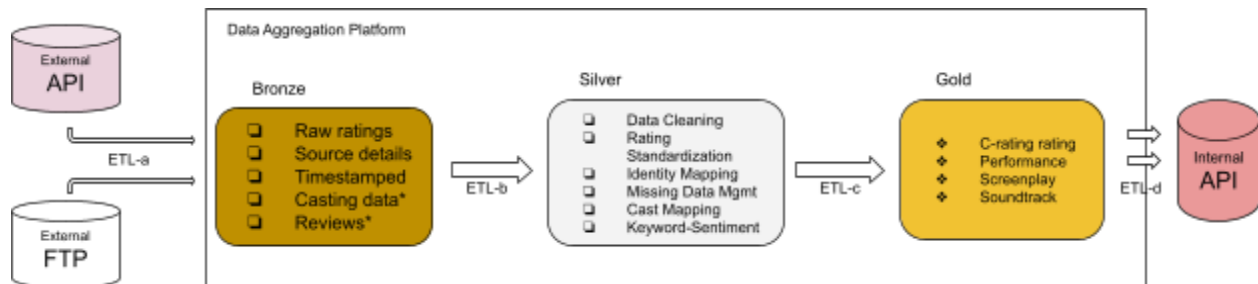 Data Aggregation Platform
External
API
ETL-a
External
FTP
Bronze
Raw ratings
Source details
Timestamped
Casting data*
Reviews*
ETL-b
Silver
Data Cleaning
Rating
Standardization
Identity Mapping
Missing Data Mgmt
Cast Mapping
Keyword-Sentiment
ETL-c
Gold
C-rating rating
Performance
Screenplay
Soundtrack
ETL-d
Internal
API